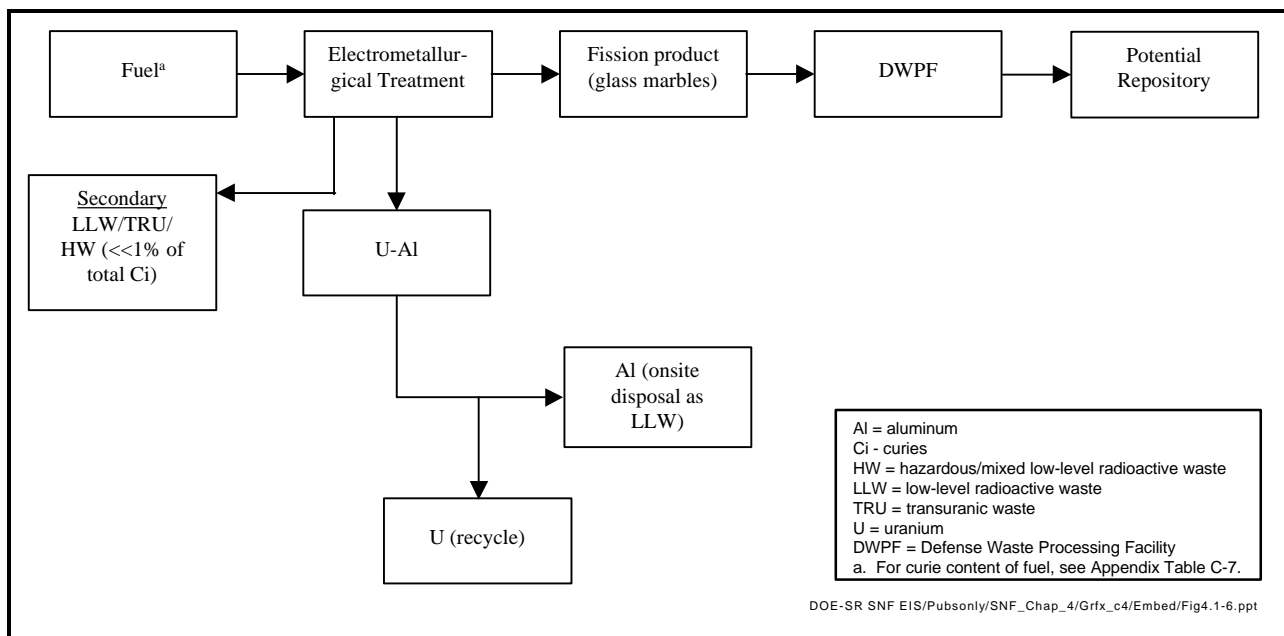 Fuelᵃ
Electrometallur-
gical Treatment
Fission product
(glass marbles)
DWPF
Potential
Repository
Secondary
LLW/TRU/
HW (<<1% of
total Ci)
U-Al
Al (onsite
disposal as
LLW)
U (recycle)
Al = aluminum
Ci - curies
HW = hazardous/mixed low-level radioactive waste
LLW = low-level radioactive waste
TRU = transuranic waste
U = uranium
DWPF = Defense Waste Processing Facility
a. For curie content of fuel, see Appendix Table C-7.
DOE-SR SNF EIS/Pubsonly/SNF_Chap_4/Grfx_c4/Embed/Fig4.1-6.ppt